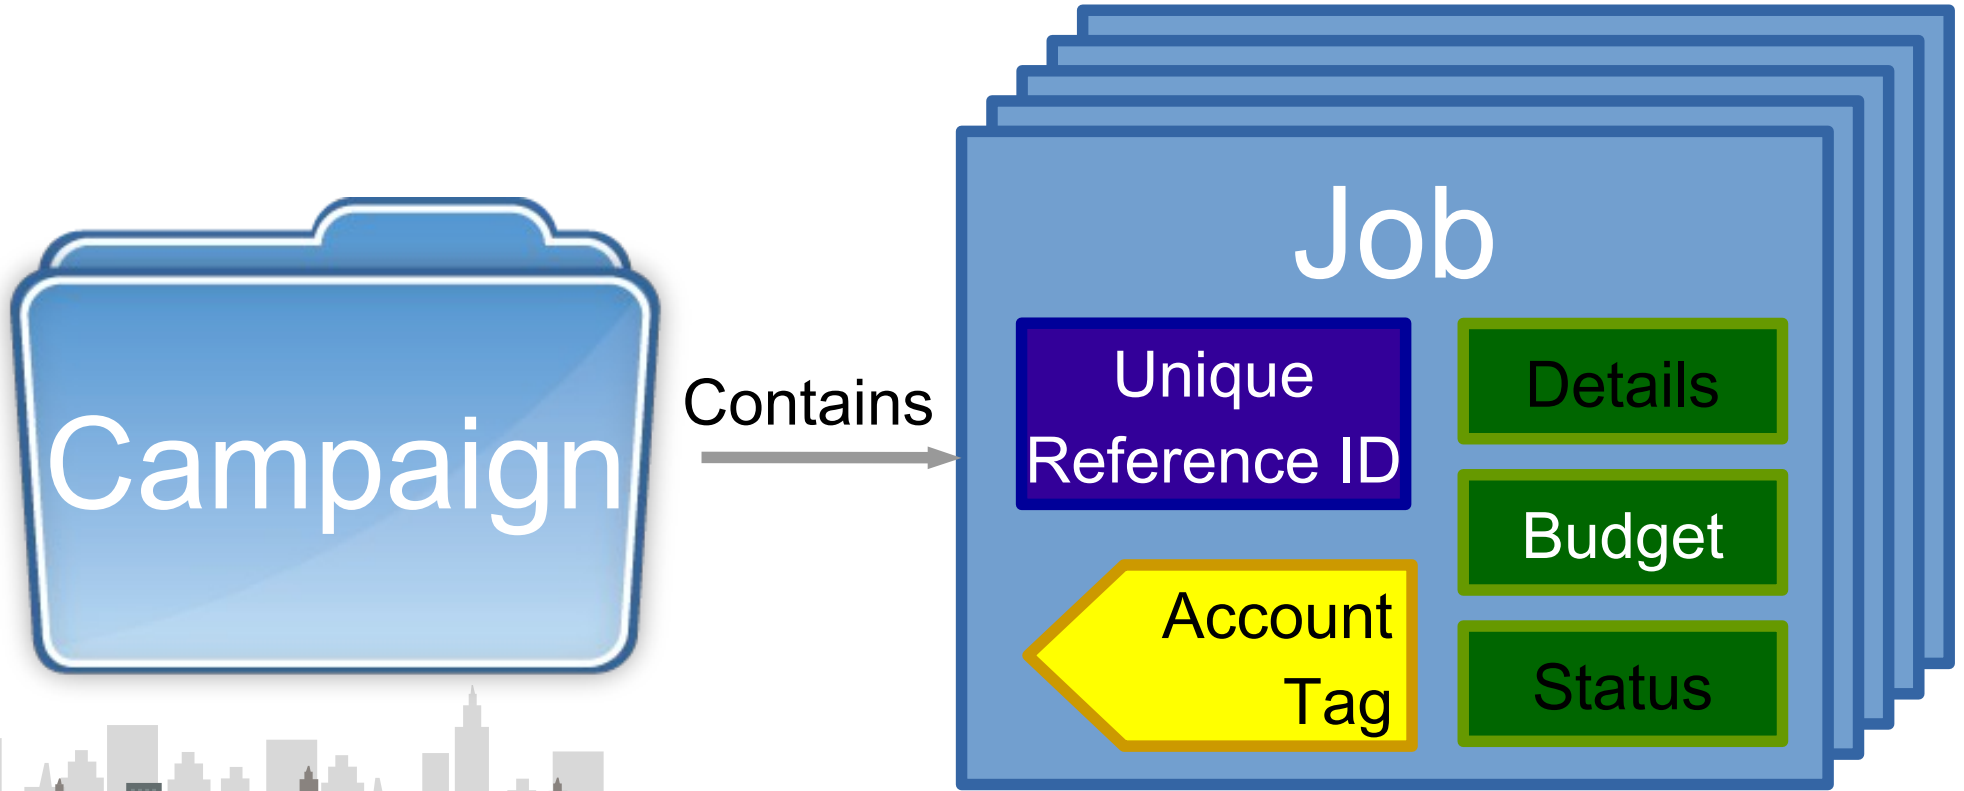 Campaign
Contains
Job
Unique
Reference ID
Account
Tag
Details
Budget
Status